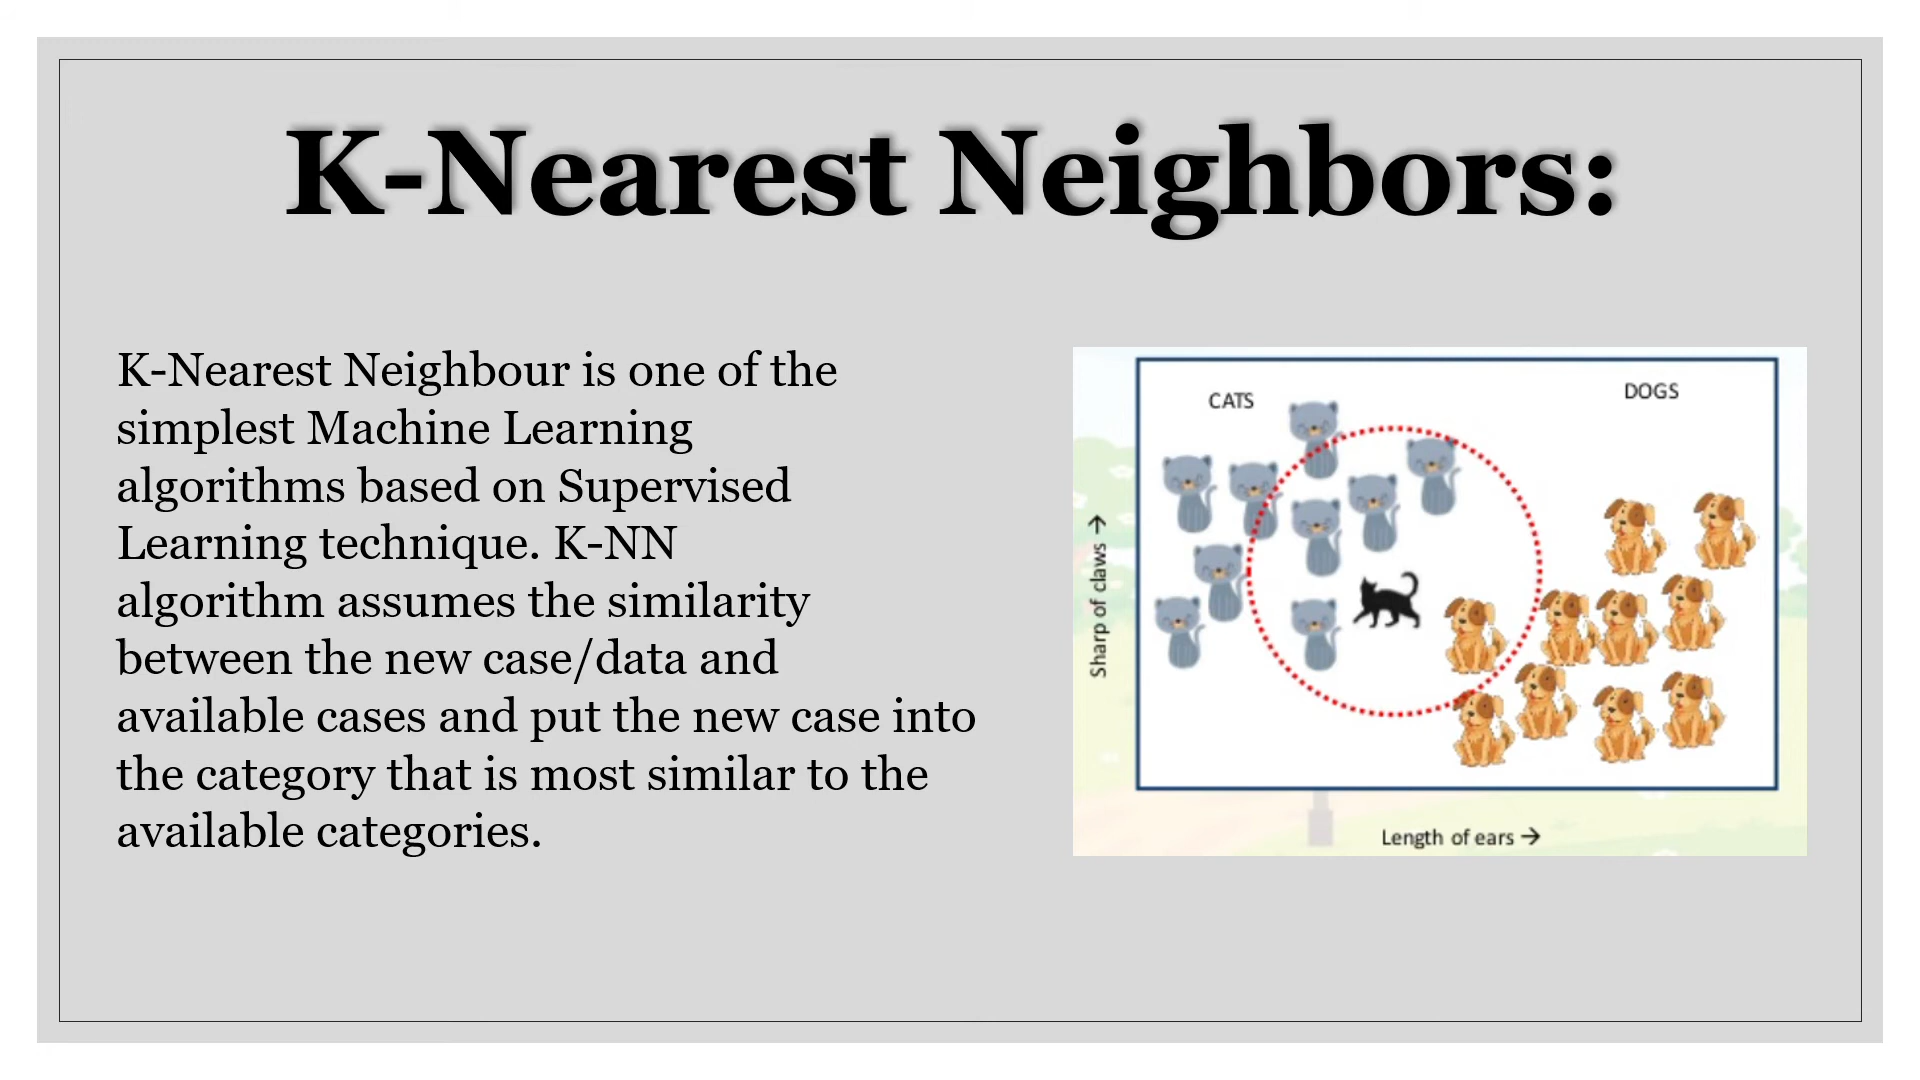 K-Nearest Neighbors:
K-Nearest Neighbour is one of the
simplest Machine Learning
algorithms based on Supervised
Learning technique. K-NN
algorithm assumes the similarity
between the new case/data and
available cases and put the new case into
the category that is most similar to the
available categories.
CATS
DOGS
Sharp of claws →
Length of ears →